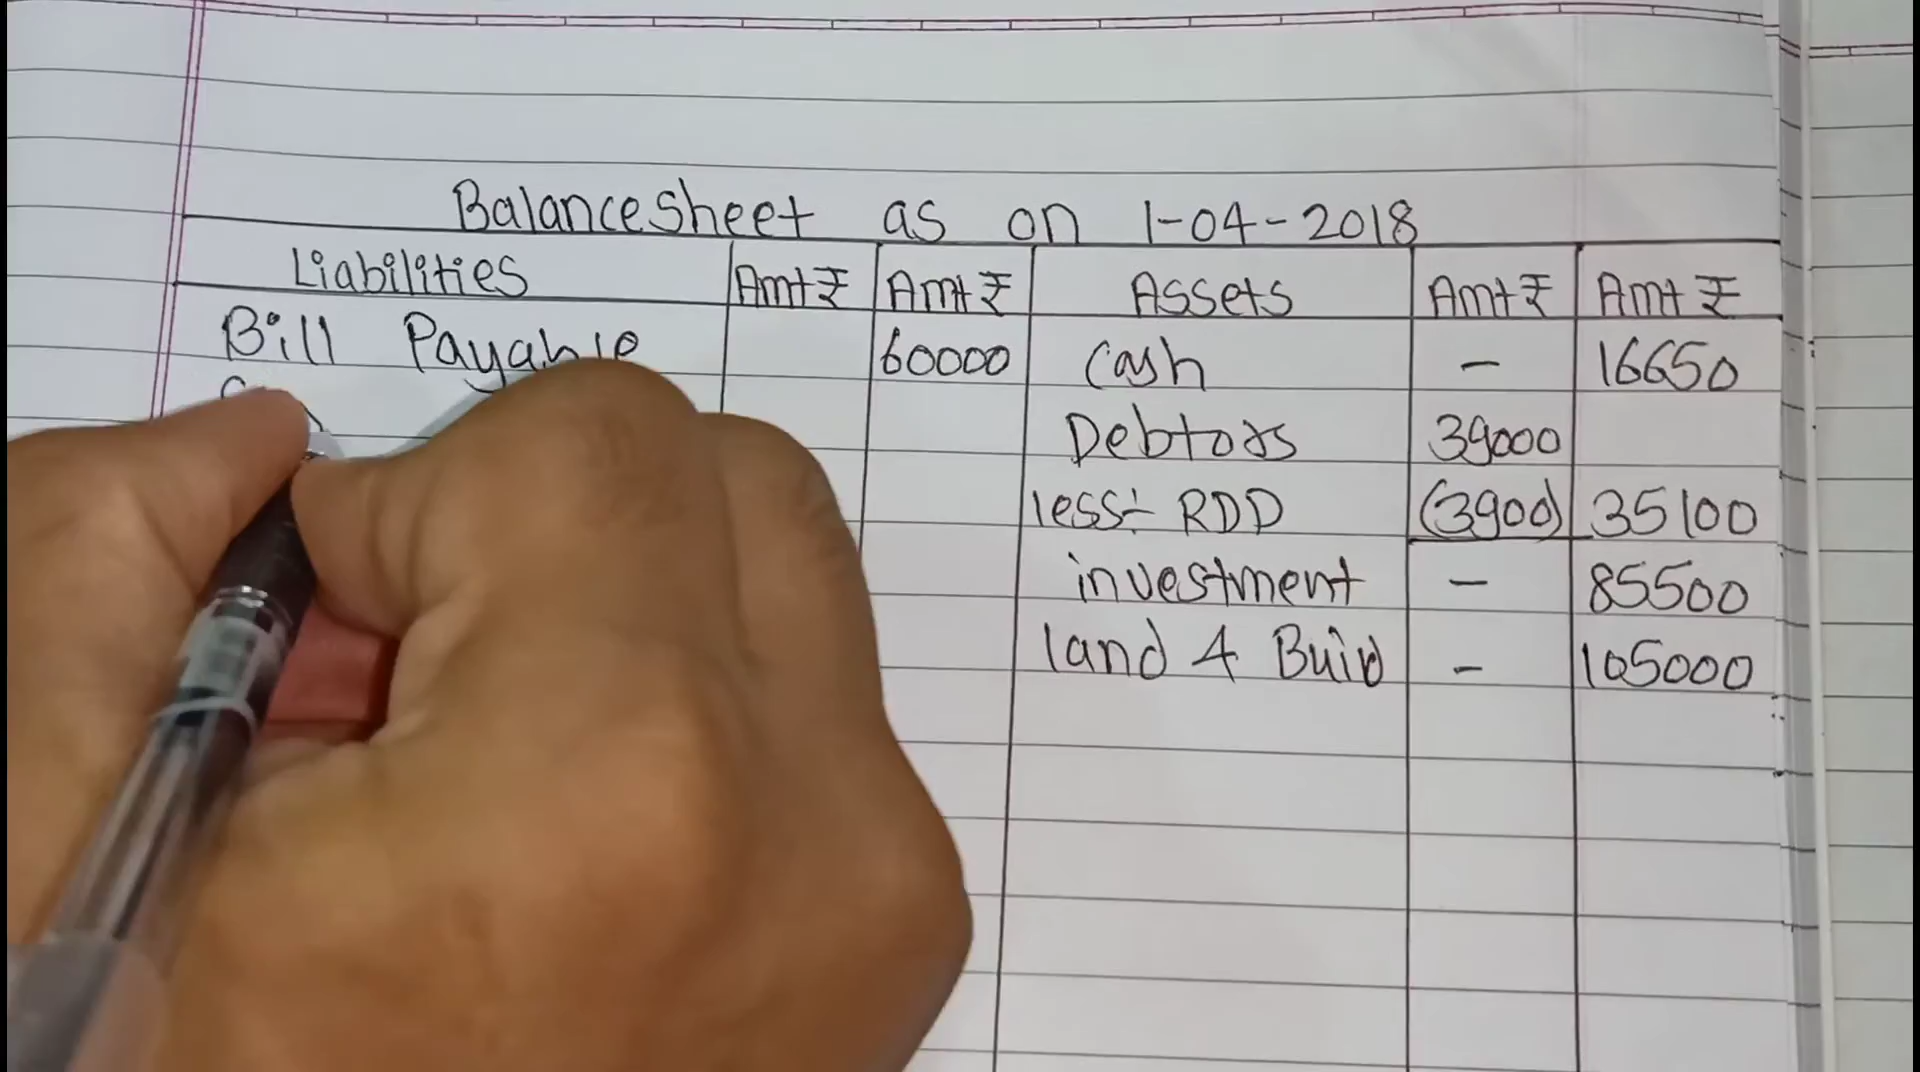 Balancesheet as on 1-04-2018
Liabilities Amt ₹ Amt ₹ Assets Amt ₹ Amt ₹
Bill Payable 60000 Cash - 16650
Debtors 39000
less:- RDD (3900) 35100
investment - 85500
land & Build - 105000